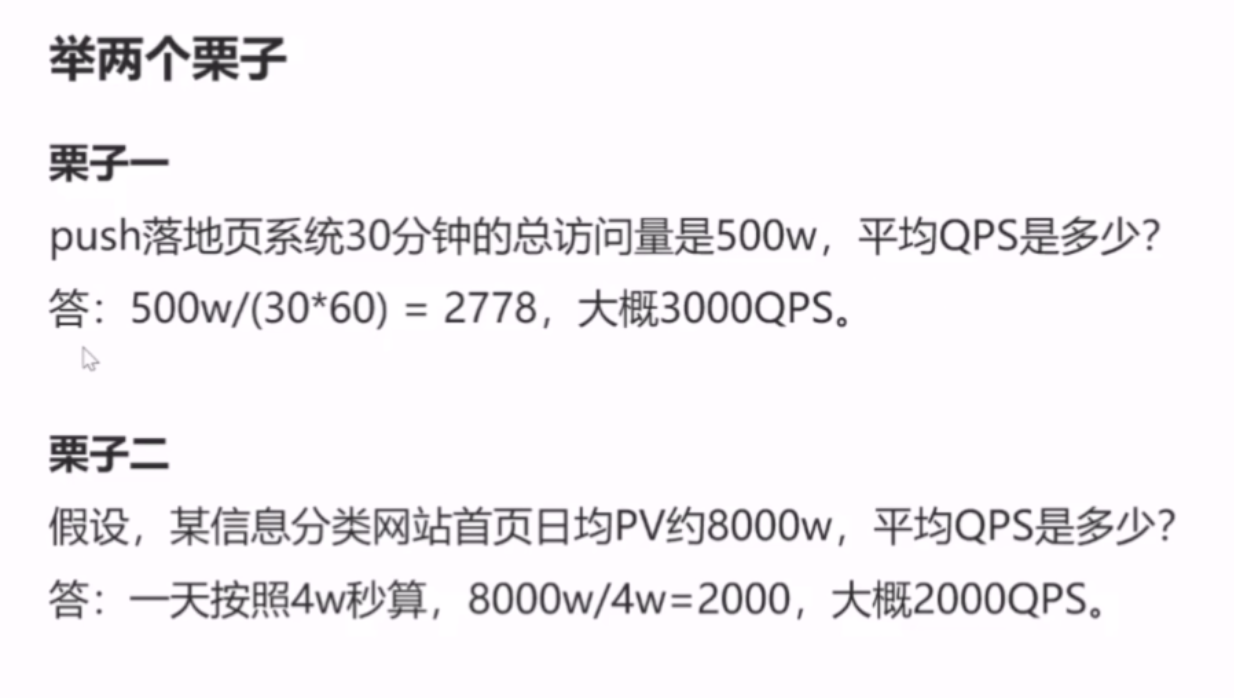 举两个栗子
栗子一
push落地页系统30分钟的总访问量是500w，平均QPS是多少？
答：500w/(30*60) = 2778，大概3000QPS。
栗子二
假设，某信息分类网站首页日均PV约8000w，平均QPS是多少？
答：一天按照4w秒算，8000w/4w=2000，大概2000QPS。